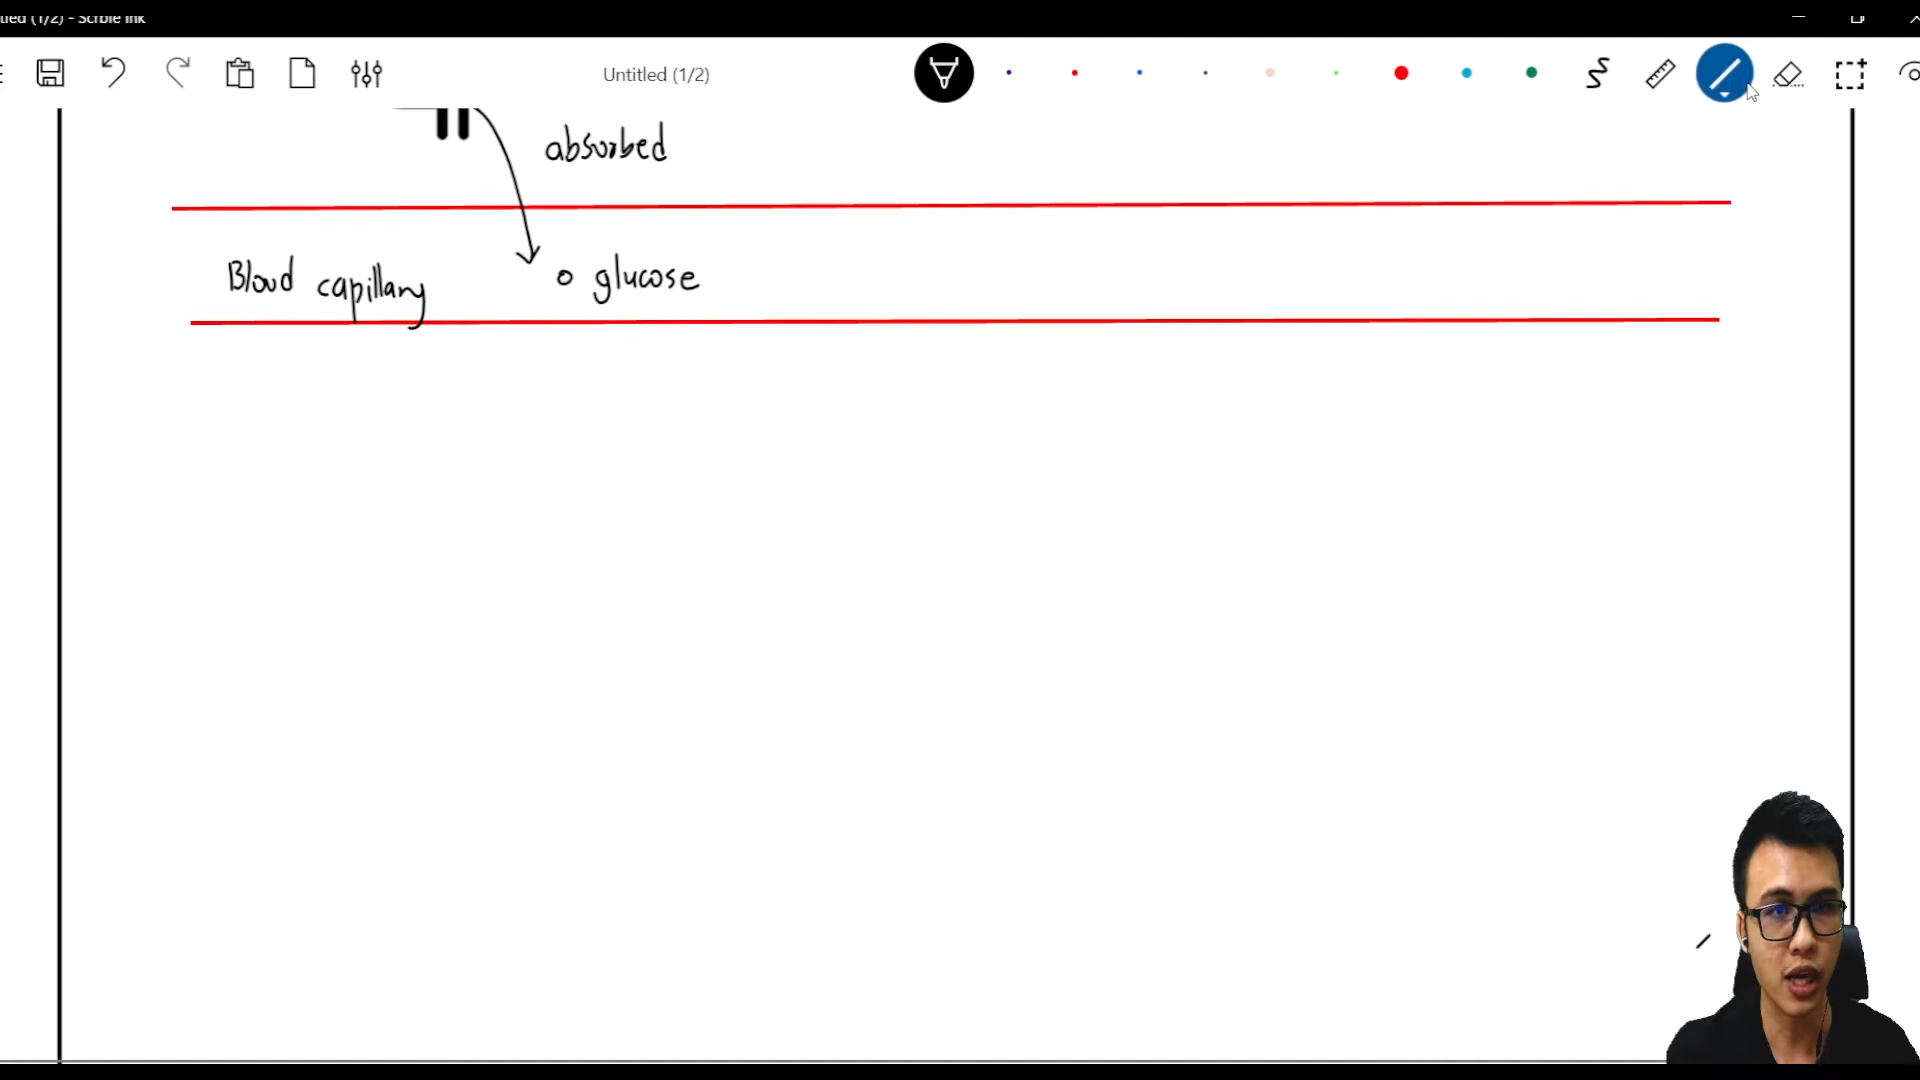 Untitled (1/2)
absorbed
Blood capillary
o glucose